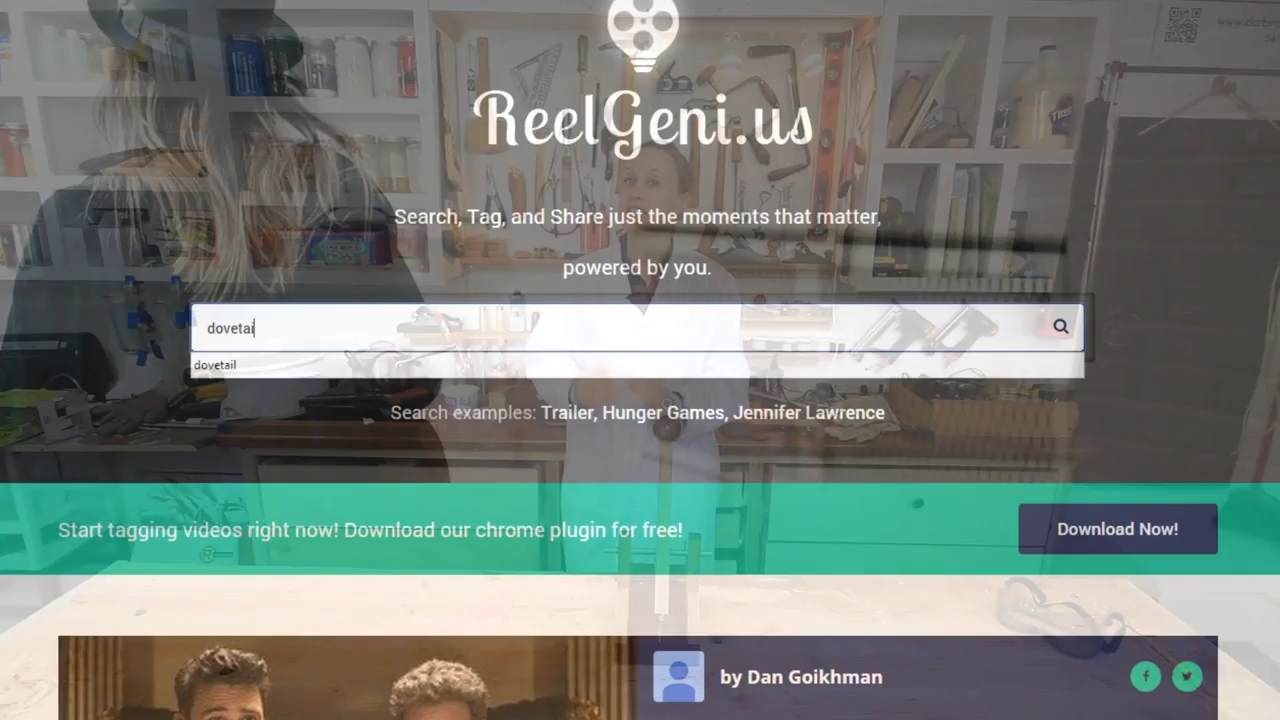 ReelGeni.us
Search, Tag, and Share just the moments that matter,
powered by you.
dovetai
dovetail
Search examples: Trailer, Hunger Games, Jennifer Lawrence
Start tagging videos right now! Download our chrome plugin for free!
Download Now!
by Dan Goikhman